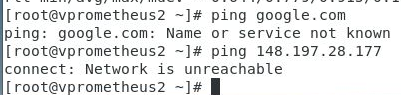 [root@vprometheus2 ~]# ping google.com
ping: google.com: Name or service not known
[root@vprometheus2 ~]# ping 148.197.28.177
connect: Network is unreachable
[root@vprometheus2 ~]#